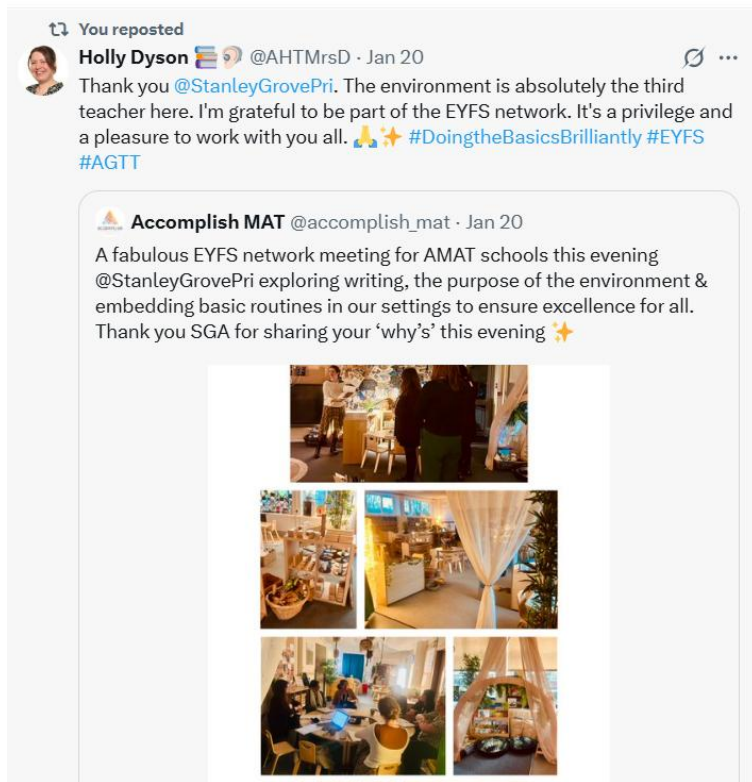 You reposted
Holly Dyson 📚🦻 @AHTMrsD · Jan 20
Thank you @StanleyGrovePri. The environment is absolutely the third
teacher here. I'm grateful to be part of the EYFS network. It's a privilege and
a pleasure to work with you all. 🙏✨ #DoingtheBasicsBrilliantly #EYFS
#AGTT
Accomplish MAT @accomplish_mat · Jan 20
A fabulous EYFS network meeting for AMAT schools this evening
@StanleyGrovePri exploring writing, the purpose of the environment &
embedding basic routines in our settings to ensure excellence for all.
Thank you SGA for sharing your ‘why’s’ this evening ✨